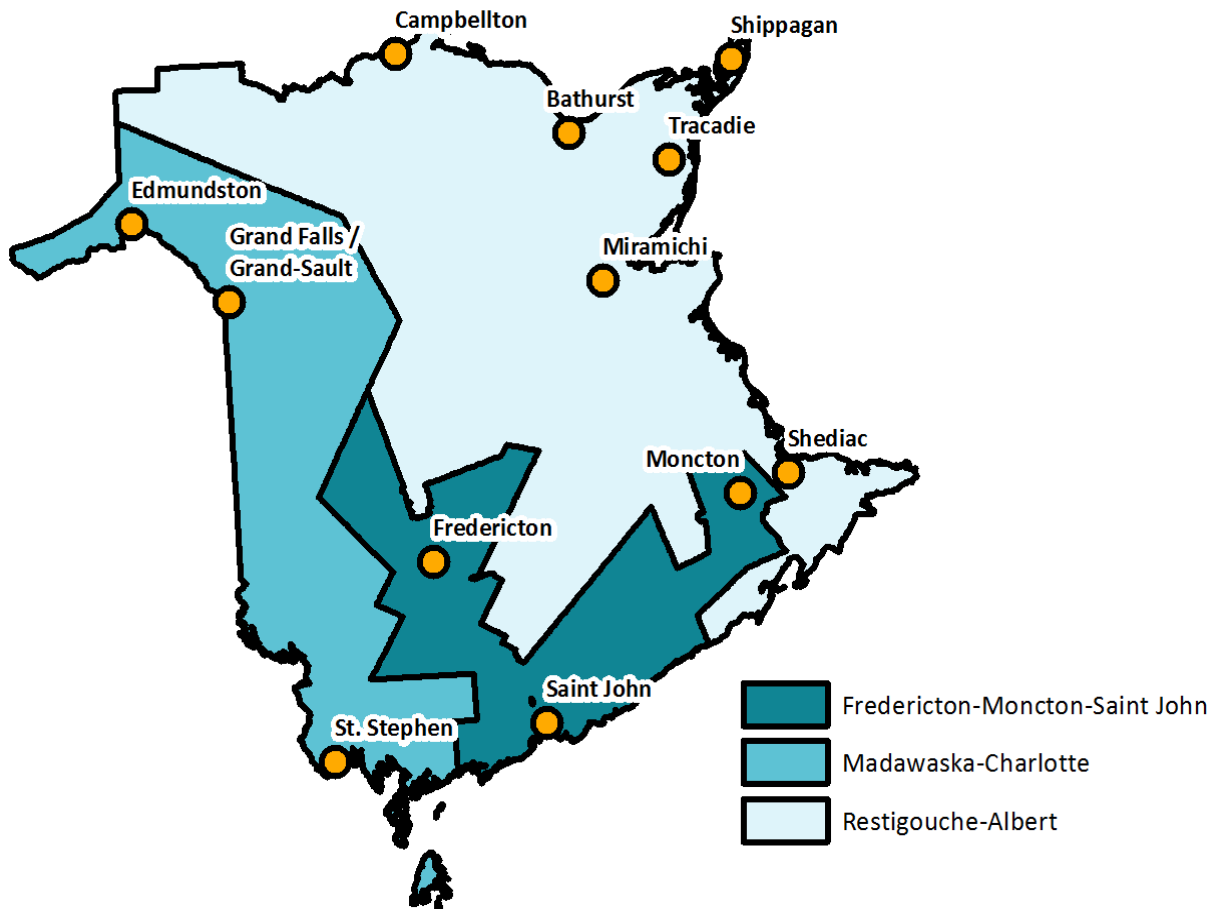 Campbellton
Shippagan
Bathurst
Tracadie
Edmundston
Grand Falls /
Grand-Sault
Miramichi
Shediac
Moncton
Fredericton
Saint John
St. Stephen
Fredericton-Moncton-Saint John
Madawaska-Charlotte
Restigouche-Albert